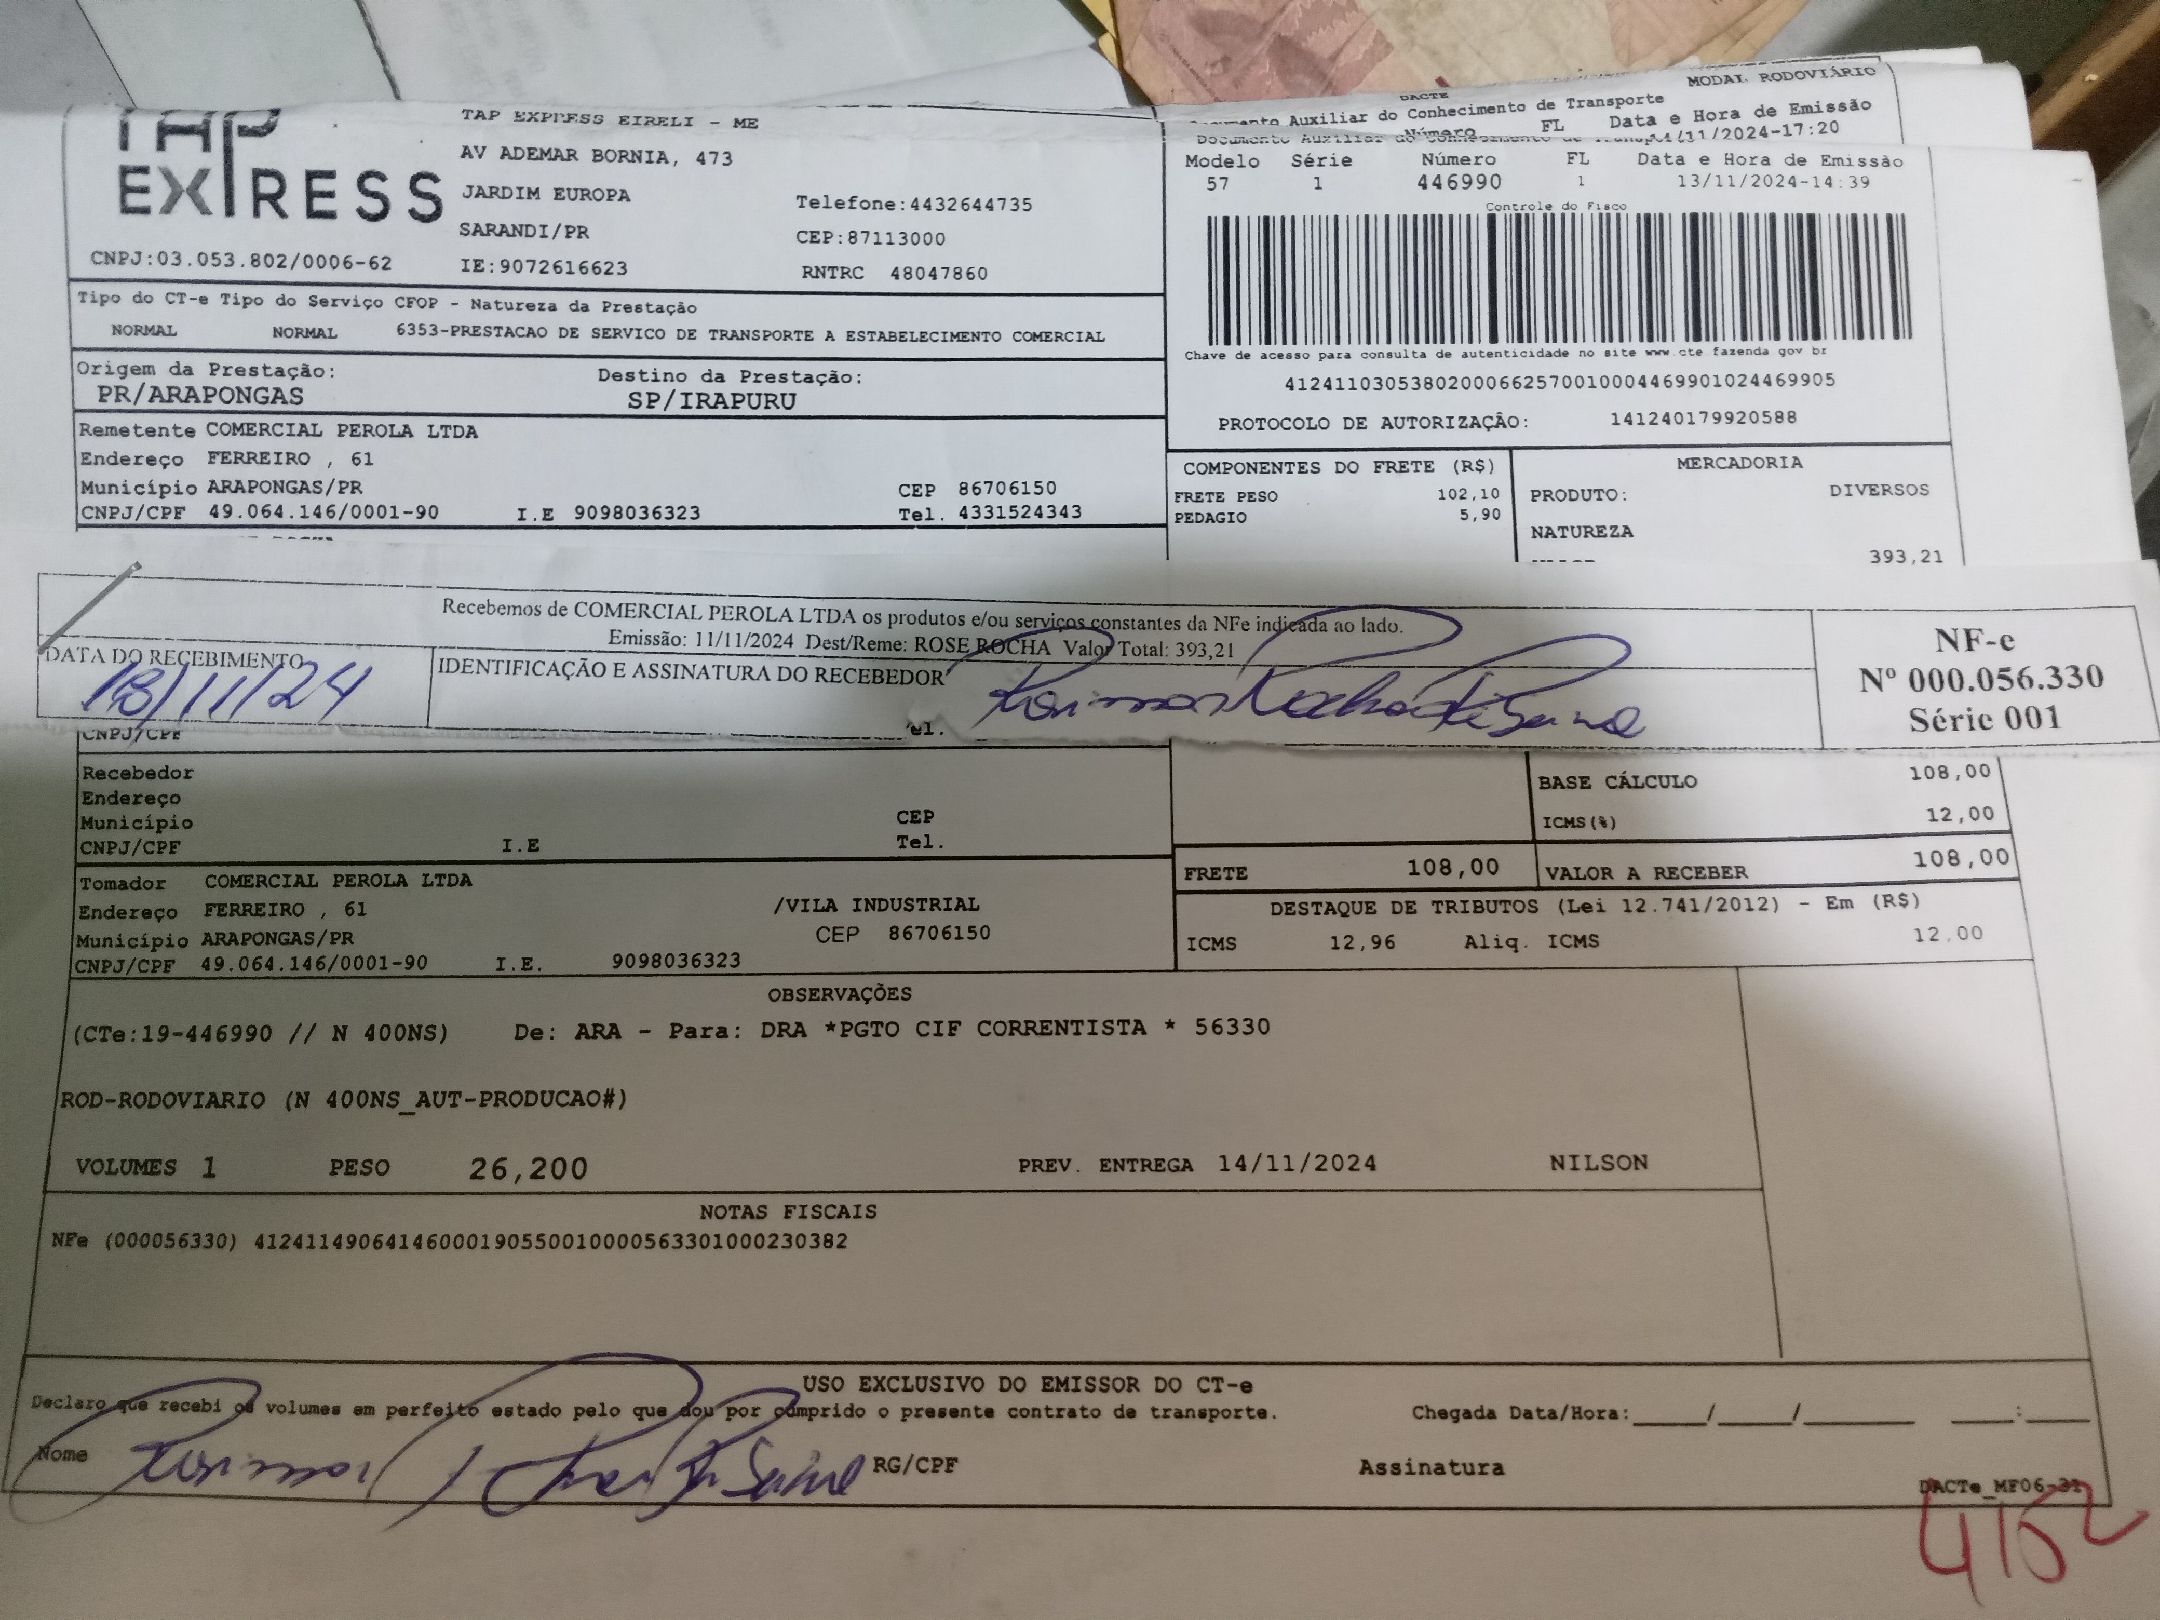 MODAL RODOVIÁRIO
DACTE
Auxiliar do Conhecimento de Transporte
Número FL Data e Hora de Emissão
/11/2024-17:20
TAP EXPRESS
TAP EXPRESS EIRELI - ME
AV ADEMAR BORNIA, 473
JARDIM EUROPA
Telefone:4432644735
SARANDI/PR
CEP:87113000
CNPJ:03.053.802/0006-62
IE:9072616623
RNTRC 48047860
Modelo Série Número FL Data e Hora de Emissão
57 1 446990 1 13/11/2024-14:39
Controle do Fisco
Chave de acesso para consulta de autenticidade no site www.cte.fazenda gov br
41241103053802000662570010004469901024469905
PROTOCOLO DE AUTORIZAÇÃO: 141240179920588
Tipo do CT-e Tipo do Serviço CFOP - Natureza da Prestação
NORMAL NORMAL 6353-PRESTACAO DE SERVICO DE TRANSPORTE A ESTABELECIMENTO COMERCIAL
Origem da Prestação: Destino da Prestação:
PR/ARAPONGAS SP/IRAPURU
Remetente COMERCIAL PEROLA LTDA
Endereço FERREIRO , 61
Município ARAPONGAS/PR CEP 86706150
CNPJ/CPF 49.064.146/0001-90 I.E 9098036323 Tel. 4331524343
COMPONENTES DO FRETE (R$)
FRETE PESO 102,10
PEDAGIO 5,90
MERCADORIA
PRODUTO: DIVERSOS
NATUREZA
393,21
Recebemos de COMERCIAL PEROLA LTDA os produtos e/ou serviços constantes da NFe indicada ao lado.
Emissão: 11/11/2024 Dest/Reme: ROSE ROCHA Valor Total: 393,21
DATA DO RECEBIMENTO
18/11/24
IDENTIFICAÇÃO E ASSINATURA DO RECEBEDOR
NF-e
Nº 000.056.330
Série 001
CNPJ/CPF
Recebedor
Endereço
Município CEP
CNPJ/CPF I.E Tel.
BASE CÁLCULO 108,00
ICMS(%) 12,00
FRETE 108,00 VALOR A RECEBER 108,00
Tomador COMERCIAL PEROLA LTDA
Endereço FERREIRO , 61 /VILA INDUSTRIAL
Município ARAPONGAS/PR CEP 86706150
CNPJ/CPF 49.064.146/0001-90 I.E. 9098036323
DESTAQUE DE TRIBUTOS (Lei 12.741/2012) - Em (R$)
ICMS 12,96 Aliq. ICMS 12,00
OBSERVAÇÕES
(CTe:19-446990 // N 400NS) De: ARA - Para: DRA *PGTO CIF CORRENTISTA * 56330
ROD-RODOVIARIO (N 400NS_AUT-PRODUCAO#)
VOLUMES 1 PESO 26,200 PREV. ENTREGA 14/11/2024 NILSON
NOTAS FISCAIS
NFe (000056330) 41241149064146000190550010000563301000230382
USO EXCLUSIVO DO EMISSOR DO CT-e
Declaro que recebi os volumes em perfeito estado pelo que dou por cumprido o presente contrato de transporte. Chegada Data/Hora:____/____/______ ___:___
Nome RG/CPF Assinatura
DACTe_MF06-31